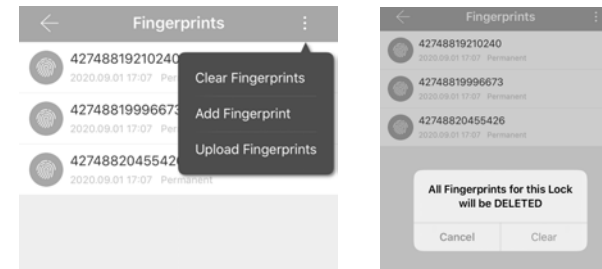 Fingerprints
42748819210240
2020.09.01 17:07 Per
Clear Fingerprints
42748819996673
2020.09.01 17:07 Per
Add Fingerprint
Upload Fingerprints
4274882045542
2020.09.01 17:07 Permanent
Fingerprints
42748819210240
2020.09.01 17:07 Permanent
42748819996673
2020.09.01 17:07 Permanent
42748820455426
2020.09.01 17:07 Permanent
All Fingerprints for this Lock
will be DELETED
Cancel Clear